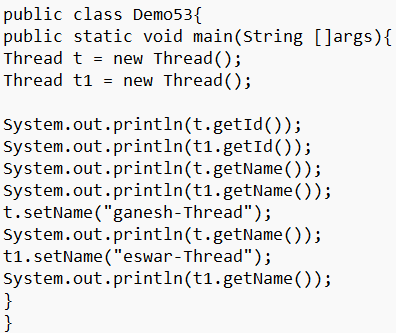 public class Demo53{
public static void main(String []args){
Thread t = new Thread();
Thread t1 = new Thread();

System.out.println(t.getId());
System.out.println(t1.getId());
System.out.println(t.getName());
System.out.println(t1.getName());
t.setName("ganesh-Thread");
System.out.println(t.getName());
t1.setName("eswar-Thread");
System.out.println(t1.getName());
}
}